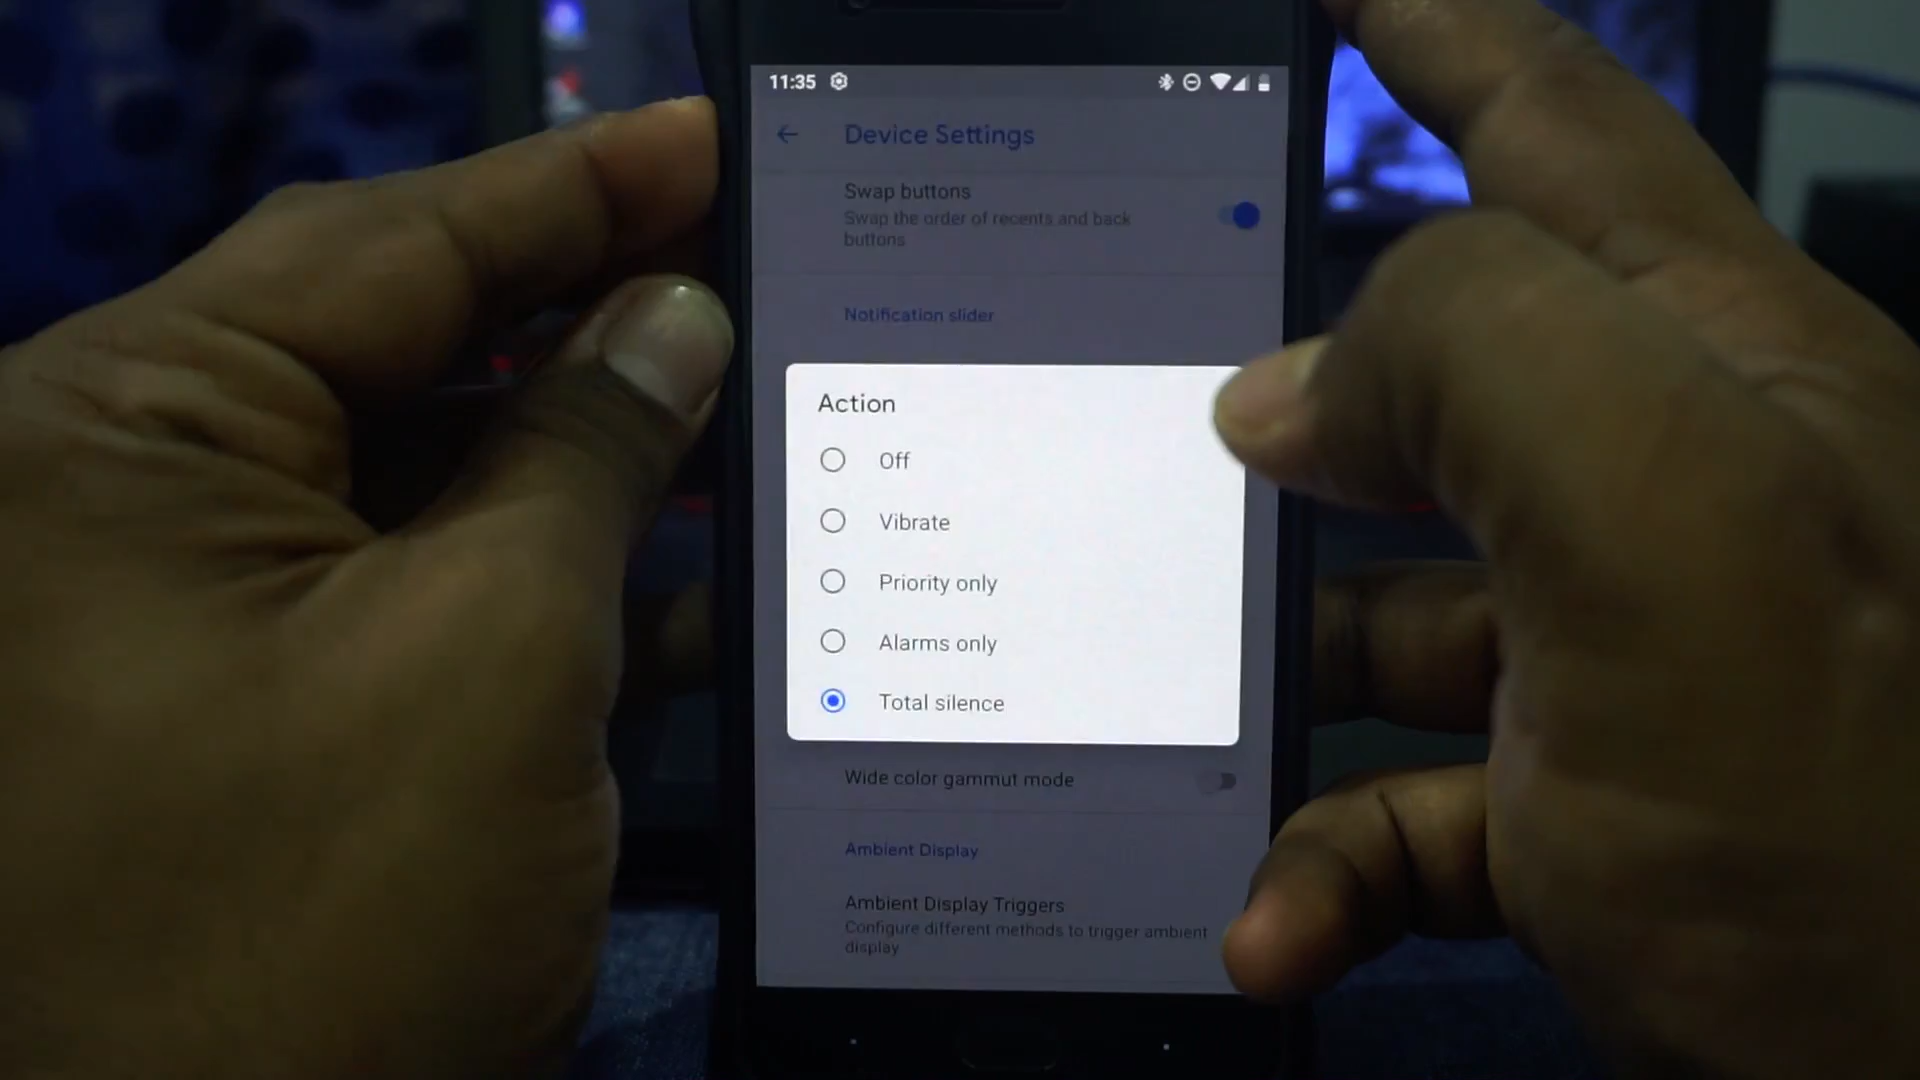 11:35
Device Settings
Swap buttons
Swap the order of recents and back
buttons
Notification slider
Action
Off
Vibrate
Priority only
Alarms only
Total silence
Wide color gammut mode
Ambient Display
Ambient Display Triggers
Configure different methods to trigger ambient
display